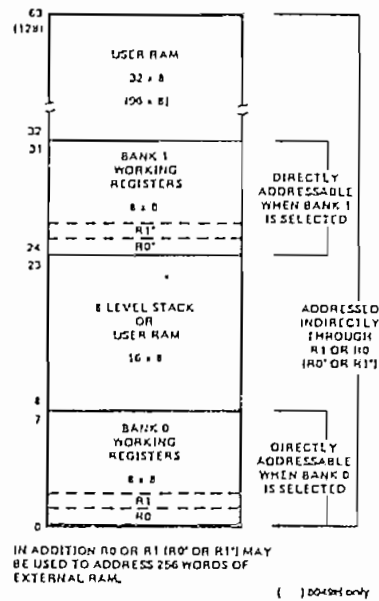 63
(128)
USER RAM
32 x 8
(96 x 8)
32
31
BANK 1
WORKING
REGISTERS
8 x 8
R1'
R0'
24
23
DIRECTLY
ADDRESSABLE
WHEN BANK 1
IS SELECTED
8 LEVEL STACK
OR
USER RAM
16 x 8
ADDRESSED
INDIRECTLY
THROUGH
R1 OR R0
(R0' OR R1')
8
7
BANK 0
WORKING
REGISTERS
8 x 8
R1
R0
0
DIRECTLY
ADDRESSABLE
WHEN BANK 0
IS SELECTED
IN ADDITION R0 OR R1 (R0' OR R1') MAY
BE USED TO ADDRESS 256 WORDS OF
EXTERNAL RAM.
( ) only